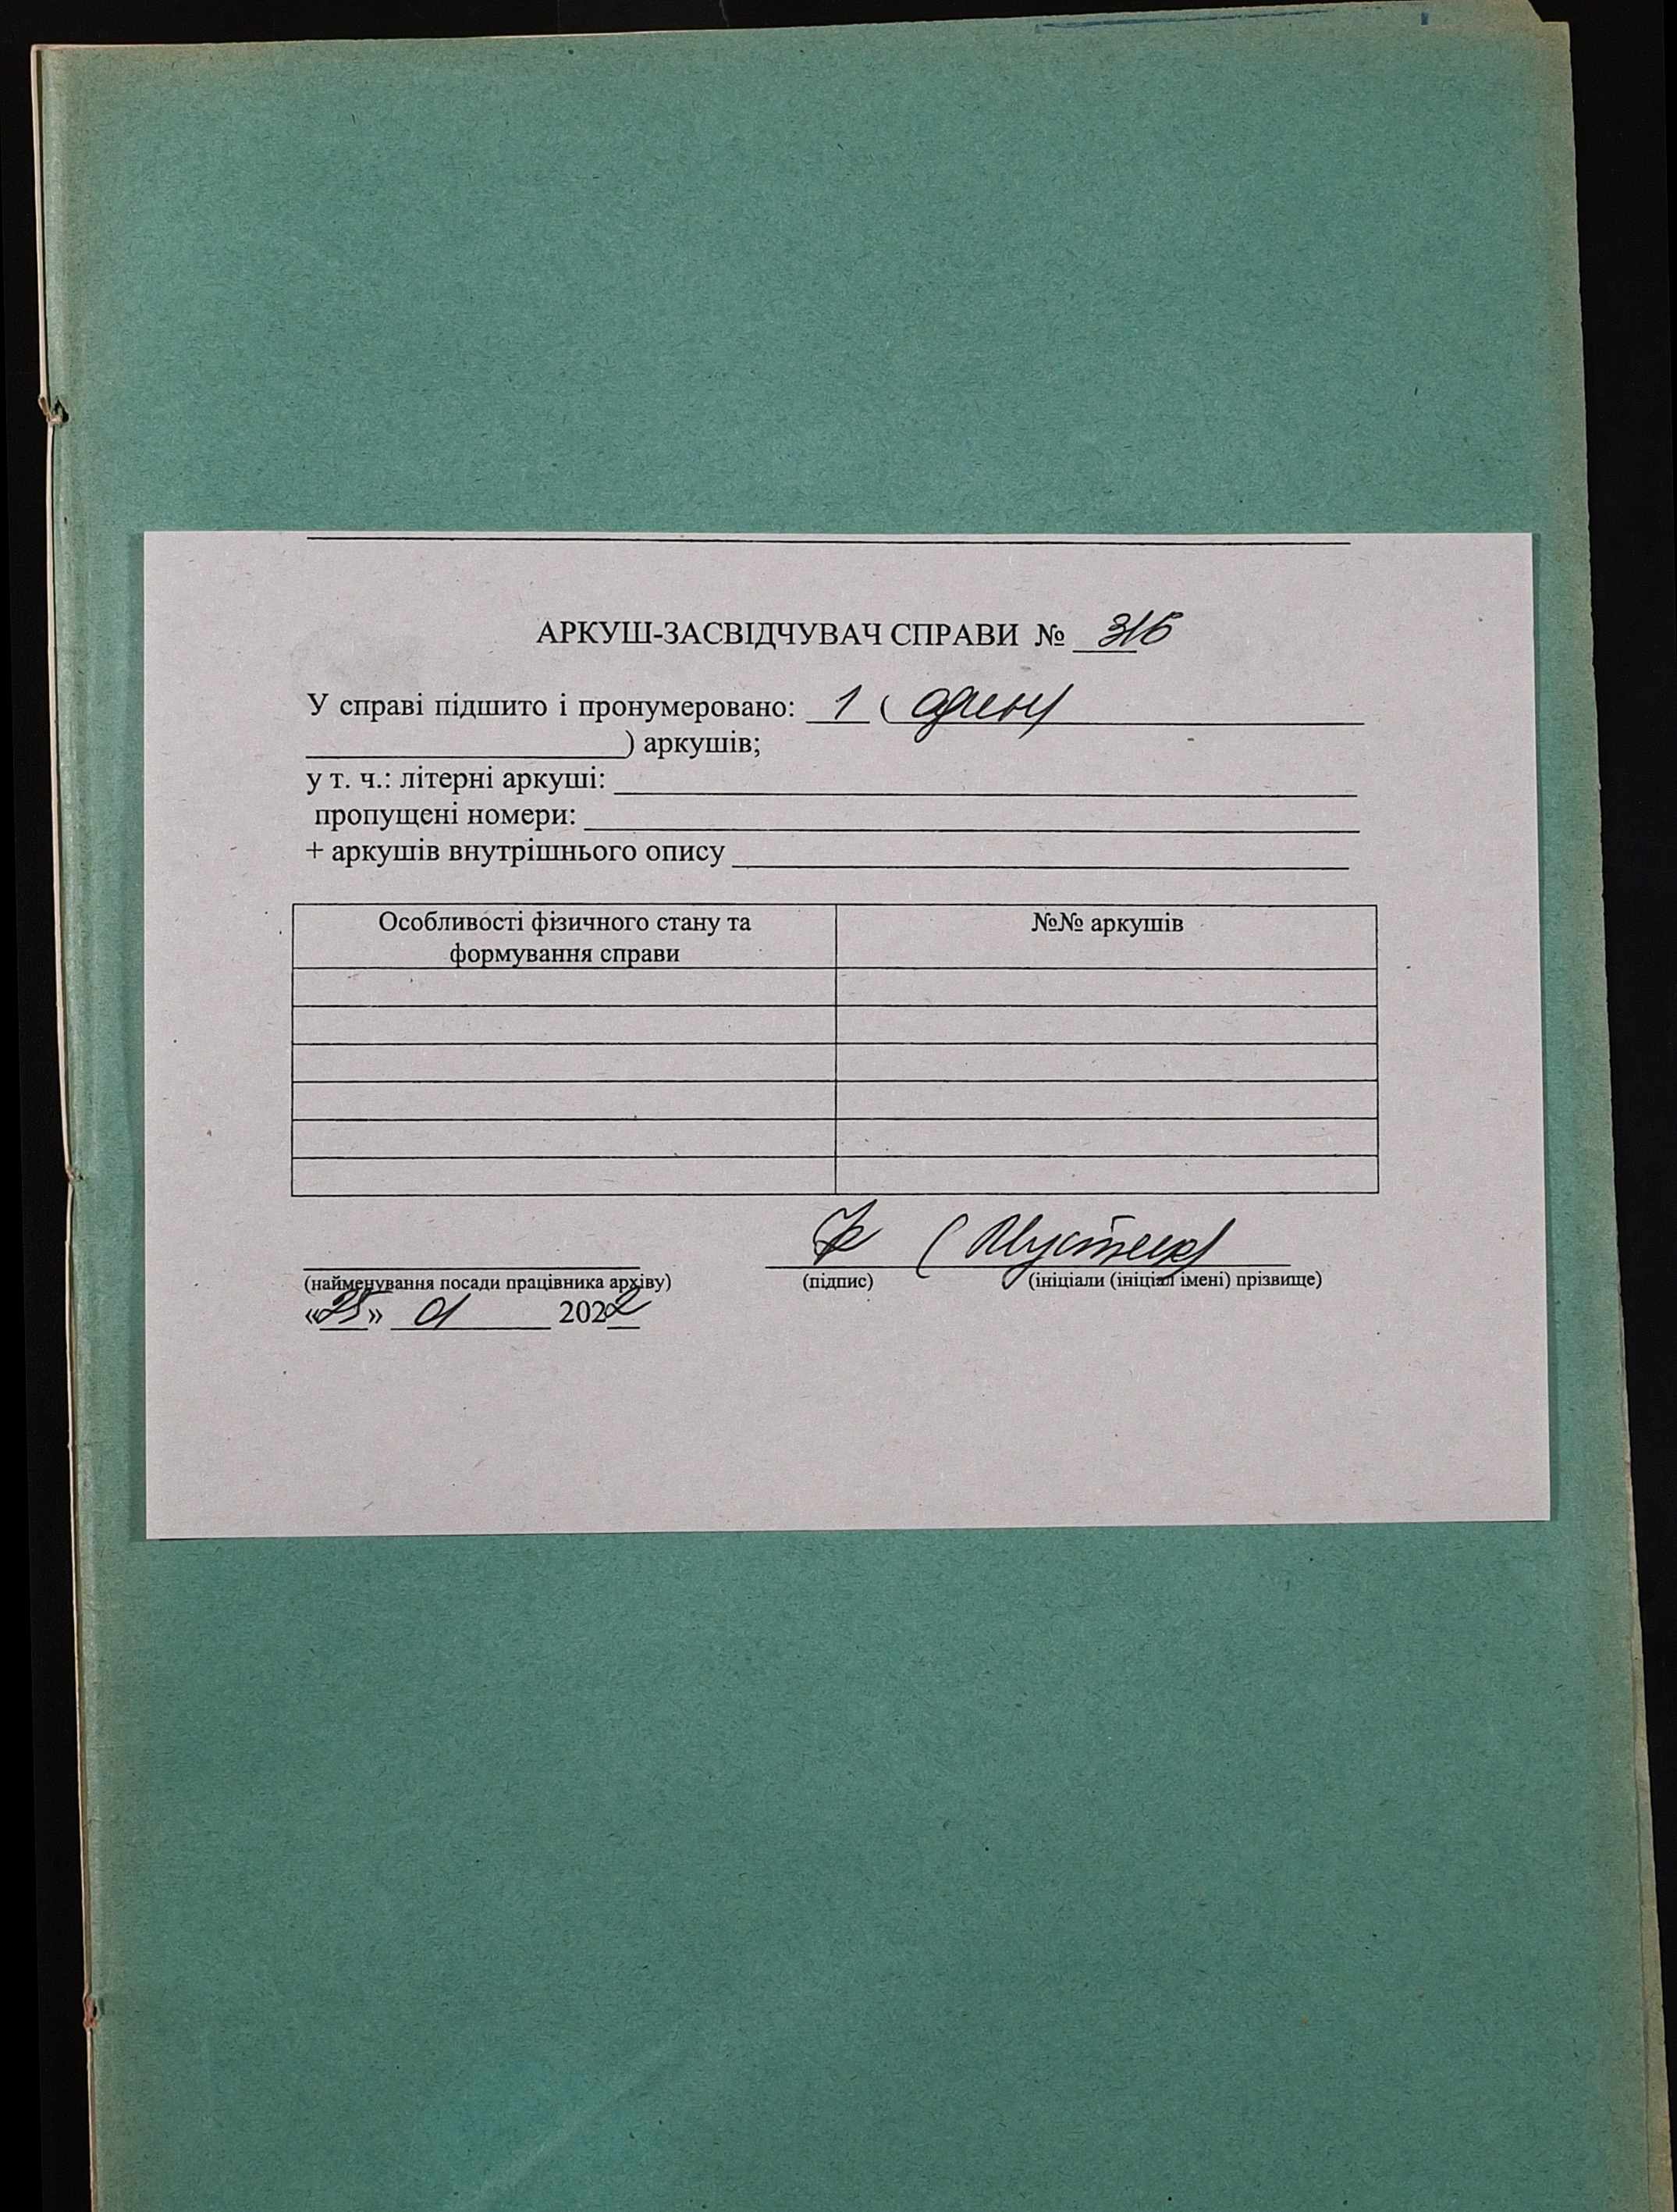 АРКУШ-ЗАСВІДЧУВАЧ СПРАВИ № 316
У справі підшито і пронумеровано: 1 ( один
) аркушів;
у т. ч.: літерні аркуші:
пропущені номери:
+ аркушів внутрішнього опису
Особливості фізичного стану та
формування справи
№№ аркушів
(найменування посади працівника архіву)
(підпис)
(ініціали (ініціал імені) прізвище)
«25» 01 2022